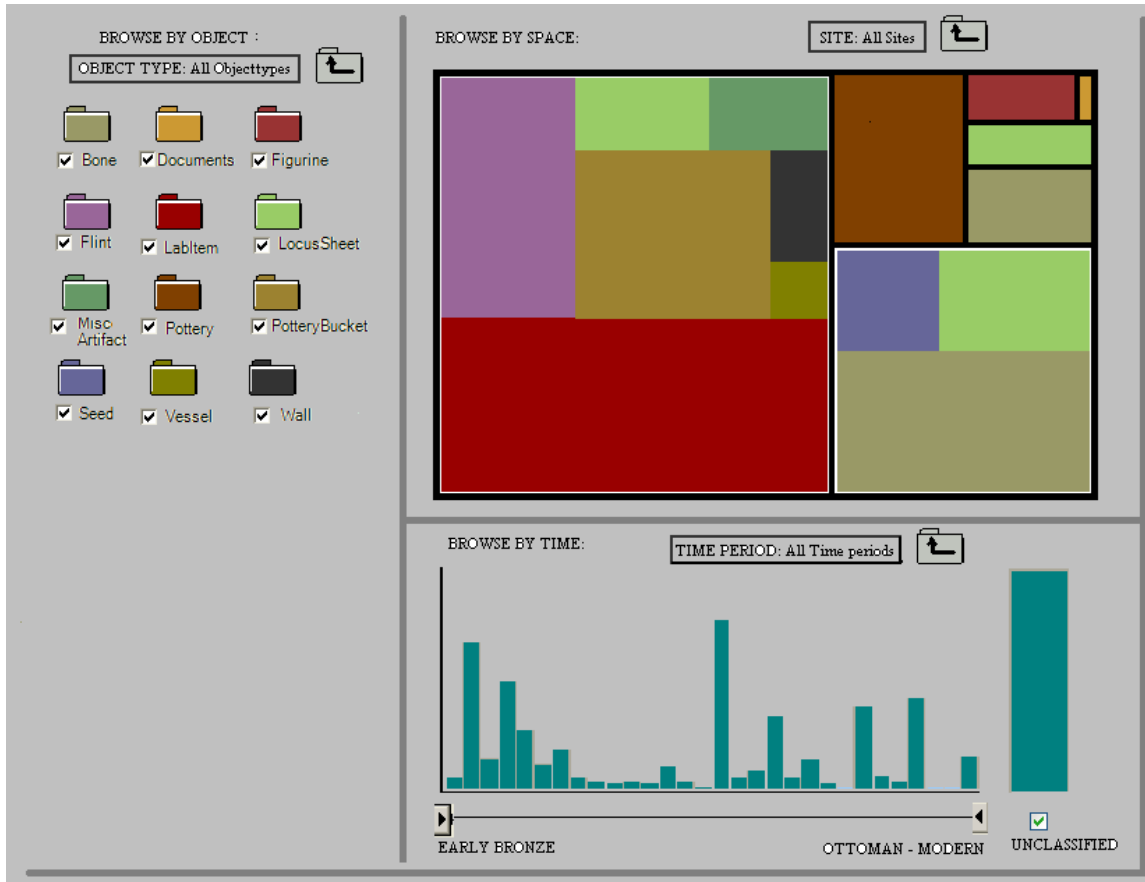 BROWSE BY OBJECT :
OBJECT TYPE: All Objecttypes
Bone
Documents
Figurine
Flint
LabItem
LocusSheet
Misc
Artifact
Pottery
PotteryBucket
Seed
Vessel
Wall
BROWSE BY SPACE:
SITE: All Sites
BROWSE BY TIME:
TIME PERIOD: All Time periods
EARLY BRONZE
OTTOMAN - MODERN
UNCLASSIFIED